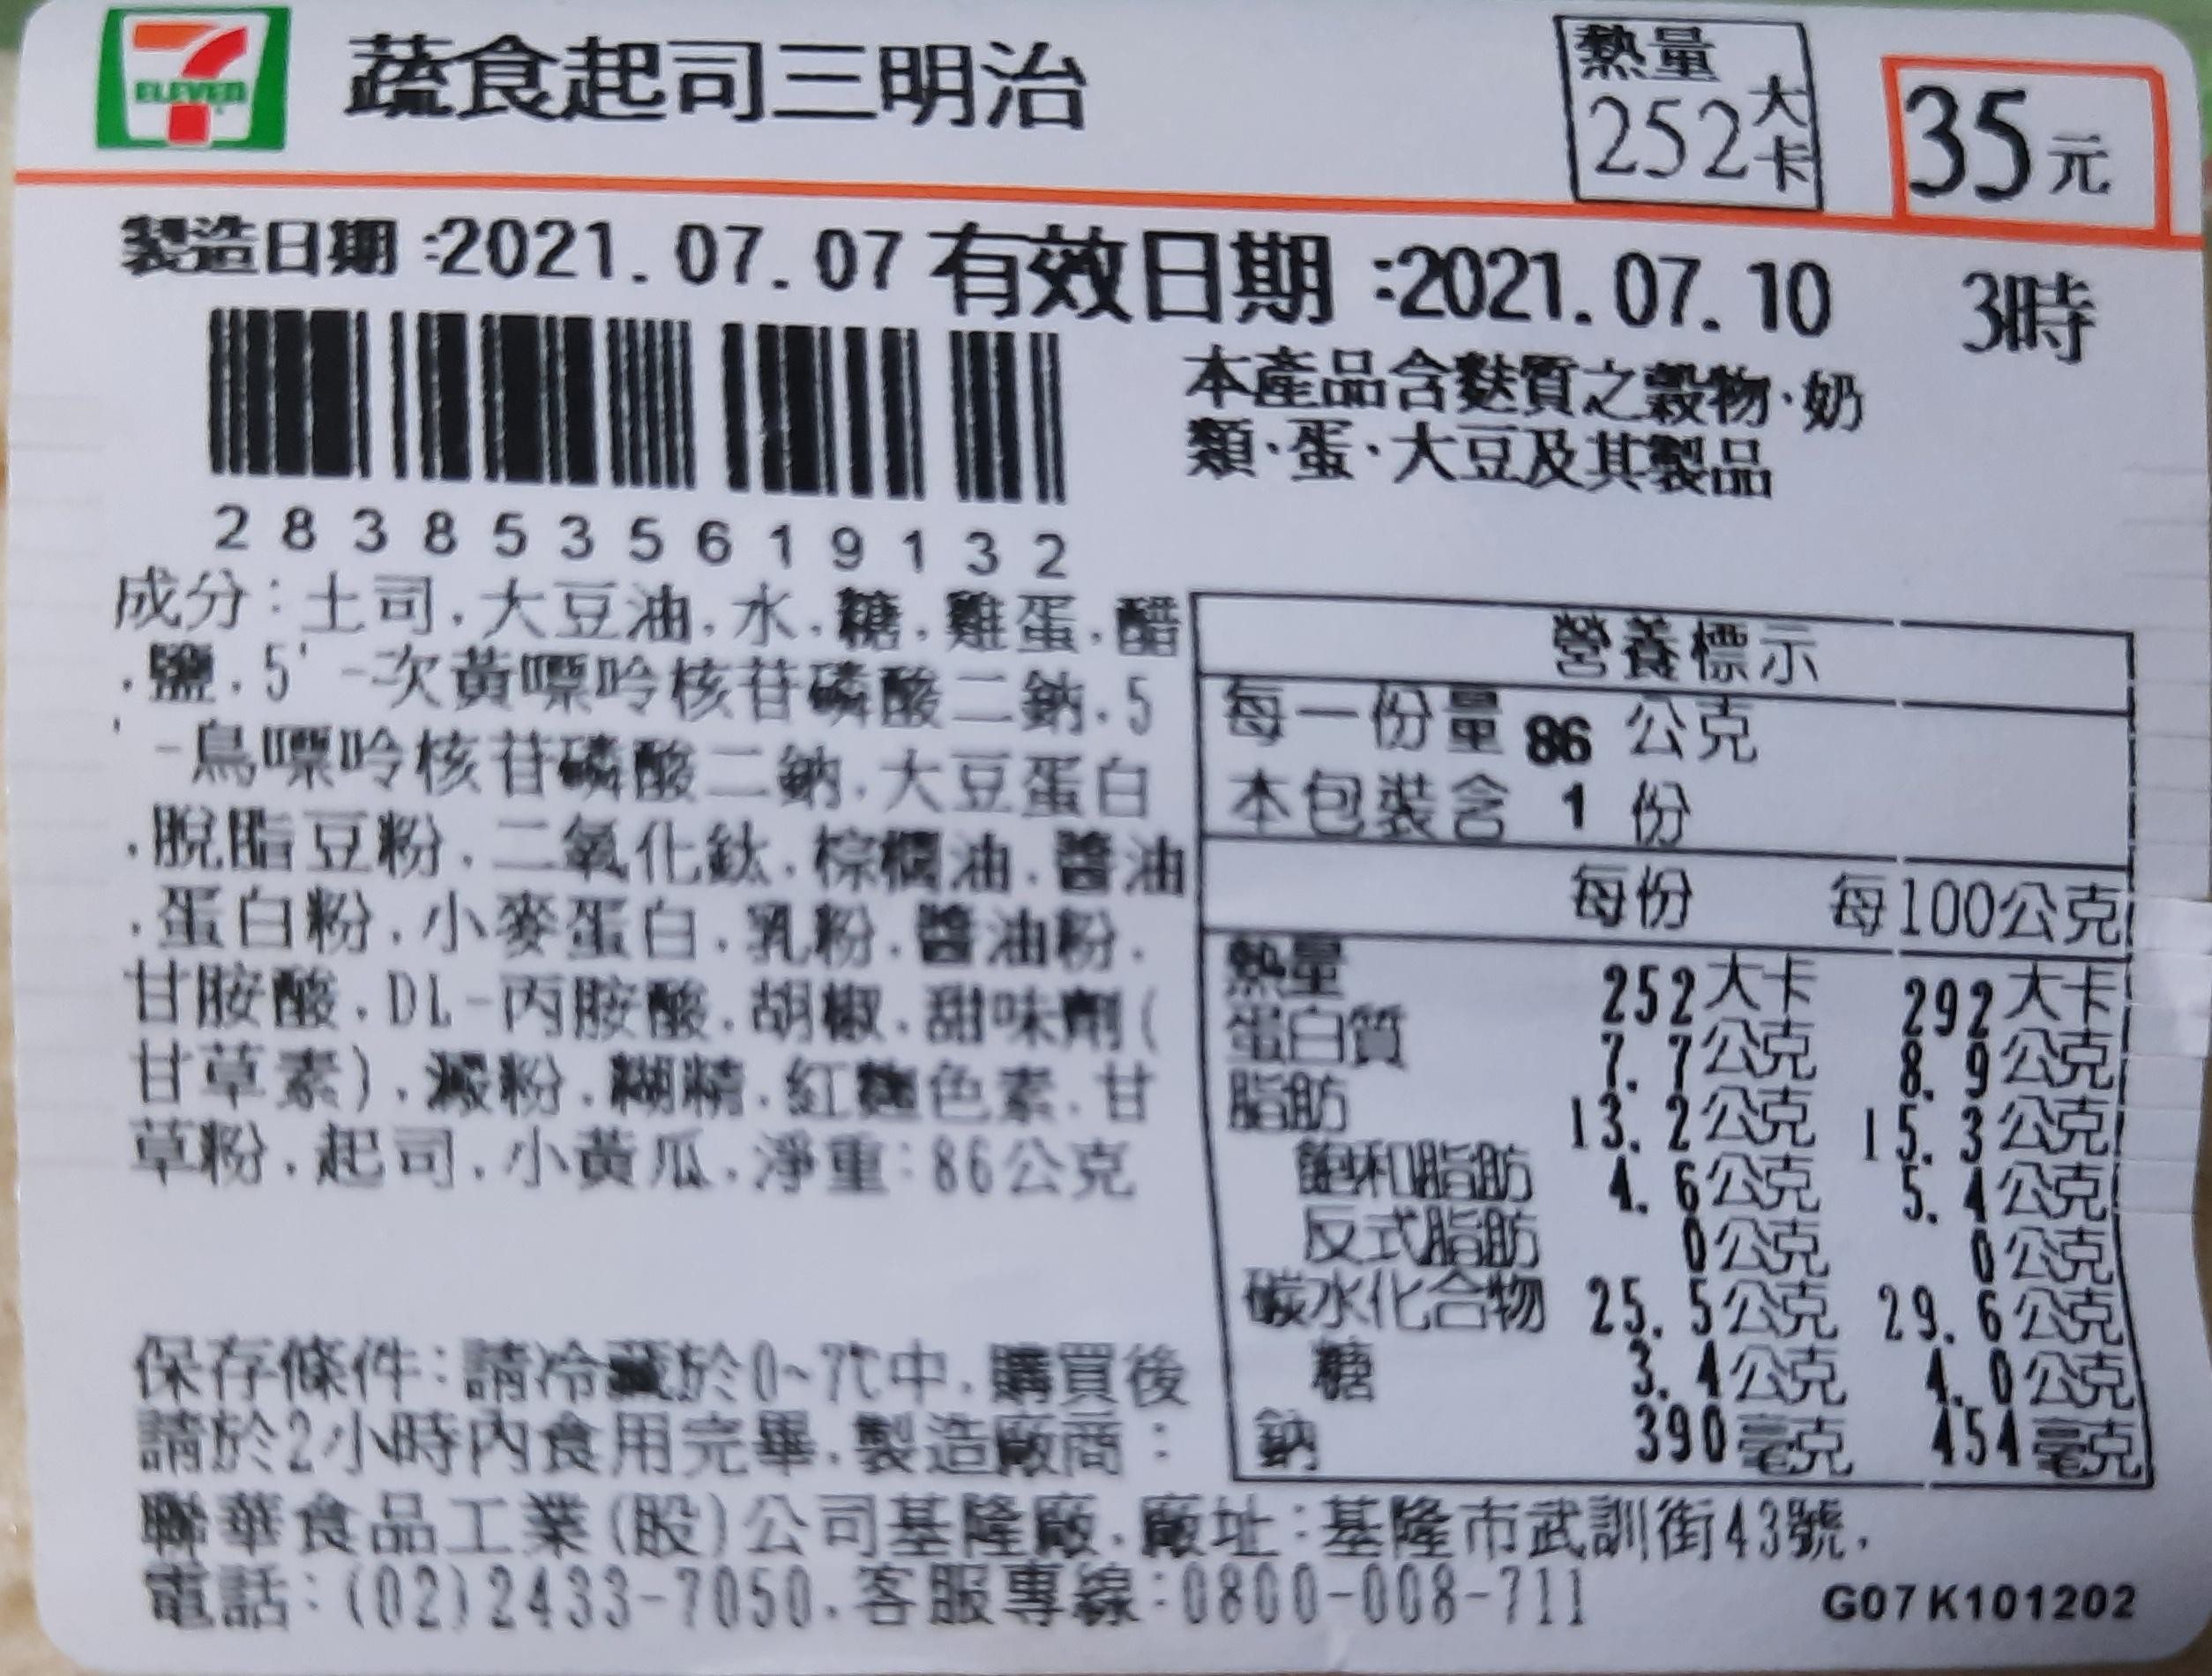 ELEVEN
蔬食起司三明治
熱量
252大卡
35元
製造日期:2021.07.07 有效日期:2021.07.10 3時
本產品含麩質之穀物·奶
類·蛋·大豆及其製品
2838535619132
成分:土司.大豆油.水.糖.雞蛋.醋
.鹽.5'-次黃嘌呤核苷磷酸二鈉.5
'-鳥嘌呤核苷磷酸二鈉.大豆蛋白
.脫脂豆粉.二氧化鈦.棕櫚油.醬油
.蛋白粉.小麥蛋白.乳粉.醬油粉.
甘胺酸.DL-丙胺酸.胡椒.甜味劑(
甘草素).澱粉.糊精.紅麴色素.甘
草粉.起司.小黃瓜.淨重:86公克
營養標示
每一份量 86 公克
本包裝含 1 份
每份 每100公克
熱量 252大卡 292大卡
蛋白質 7.7公克 8.9公克
脂肪 13.2公克 15.3公克
飽和脂肪 4.6公克 5.4公克
反式脂肪 0公克 0公克
碳水化合物 25.5公克 29.6公克
糖 3.4公克 4.0公克
鈉 390毫克 454毫克
保存條件:請冷藏於0~7℃中.購買後
請於2小時內食用完畢.製造廠商:
聯華食品工業(股)公司基隆廠.廠址:基隆市武訓街43號.
電話:(02)2433-7050.客服專線:0800-008-711
G07K101202